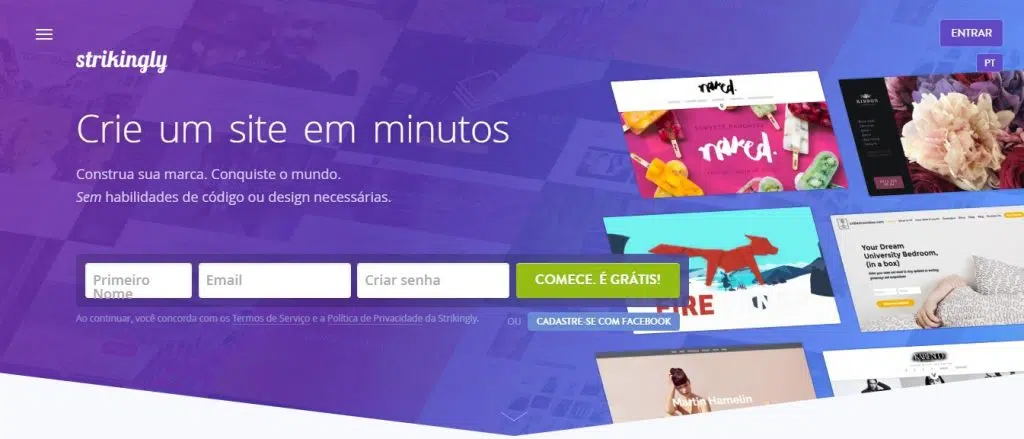 ENTRAR
strikingly
PT
Crie um site em minutos
Construa sua marca. Conquiste o mundo.
Sem habilidades de código ou design necessárias.
Primeiro
Nome
Email
Criar senha
COMECE. É GRÁTIS!
Ao continuar, você concorda com os Termos de Serviço e a Política de Privacidade da Strikingly.
OU
CADASTRE-SE COM FACEBOOK
naked.
naked.
Your Dream
University Bedroom,
(in a box)
FIRE
Martin Hamelin